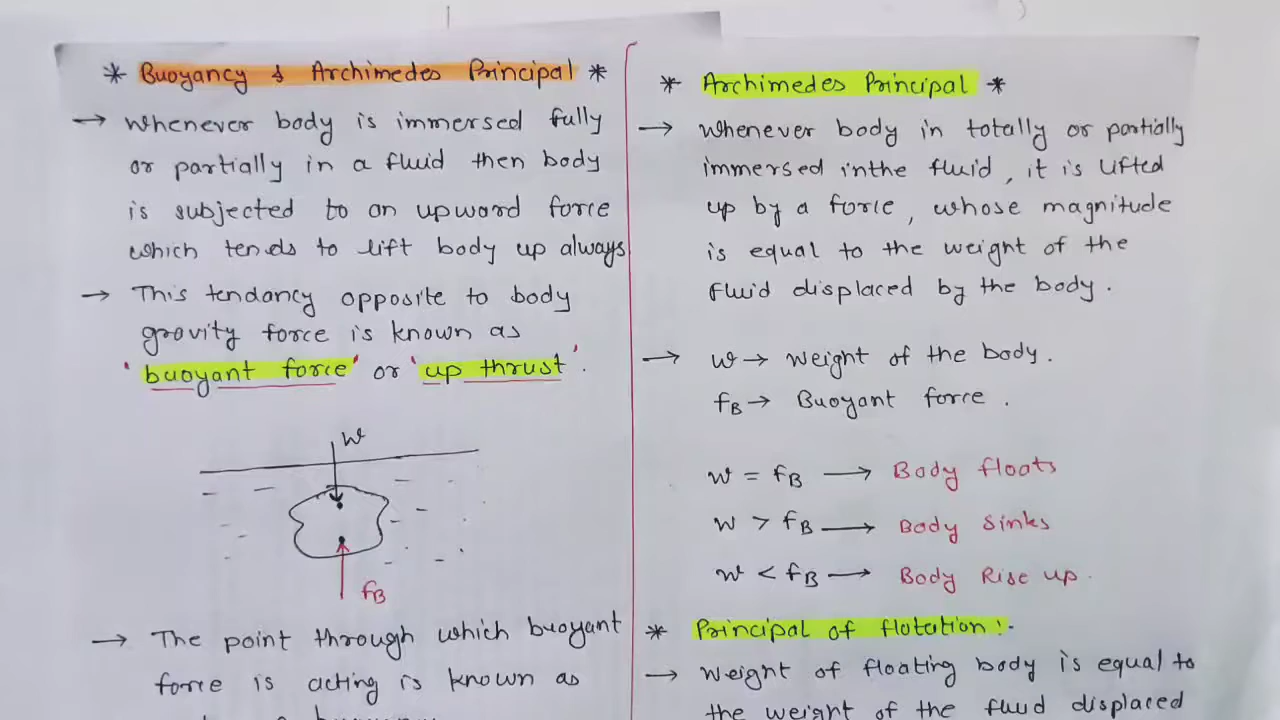 * Buoyancy & Archimedes Principal *
→ Whenever body is immersed fully
or partially in a fluid then body
is subjected to an upward force
which tends to lift body up always
→ This tendancy opposite to body
gravity force is known as
'buoyant force' or 'up thrust'.
W
fB
→ The point through which buoyant
force is acting is known as
* Archimedes Principal *
→ Whenever body in totally or partially
immersed inthe fluid, it is lifted
up by a force, whose magnitude
is equal to the weight of the
fluid displaced by the body.
→ W → Weight of the body.
fB → Buoyant force.
W = fB → Body floats
W > fB → Body Sinks
W < fB → Body Rise up.
* Principal of flotation:-
→ Weight of floating body is equal to
the weight of the fluid displaced